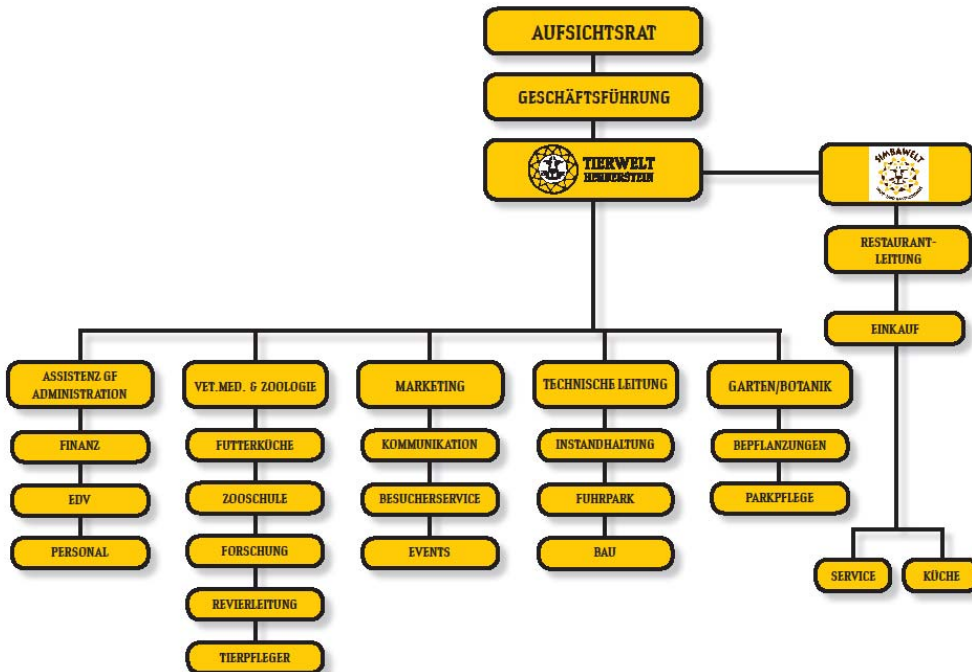 AUFSICHTSRAT
GESCHÄFTSFÜHRUNG
TIERWELT
HERBERSTEIN
SIMBAWELT
RESTAURANT-
LEITUNG
EINKAUF
ASSISTENZ GF
ADMINISTRATION
VET.MED. & ZOOLOGIE
MARKETING
TECHNISCHE LEITUNG
GARTEN/BOTANIK
FINANZ
FUTTERKÜCHE
KOMMUNIKATION
INSTANDHALTUNG
BEPFLANZUNGEN
EDV
ZOOSCHULE
BESUCHERSERVICE
FUHRPARK
PARKPFLEGE
PERSONAL
FORSCHUNG
EVENTS
BAU
SERVICE
KÜCHE
REVIERLEITUNG
TIERPFLEGER